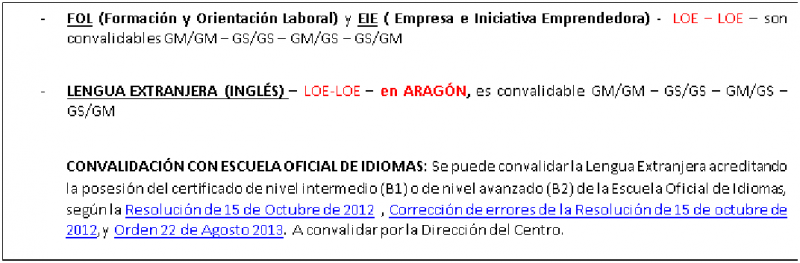 - FOL (Formación y Orientación Laboral) y EIE ( Empresa e Iniciativa Emprendedora) - LOE – LOE – son
convalidables GM/GM – GS/GS – GM/GS – GS/GM
- LENGUA EXTRANJERA (INGLÉS) – LOE-LOE – en ARAGÓN, es convalidable GM/GM – GS/GS – GM/GS –
GS/GM
CONVALIDACIÓN CON ESCUELA OFICIAL DE IDIOMAS: Se puede convalidar la Lengua Extranjera acreditando
la posesión del certificado de nivel intermedio (B1) o de nivel avanzado (B2) de la Escuela Oficial de Idiomas,
según la Resolución de 15 de Octubre de 2012 , Corrección de errores de la Resolución de 15 de octubre de
2012, y Orden 22 de Agosto 2013. A convalidar por la Dirección del Centro.